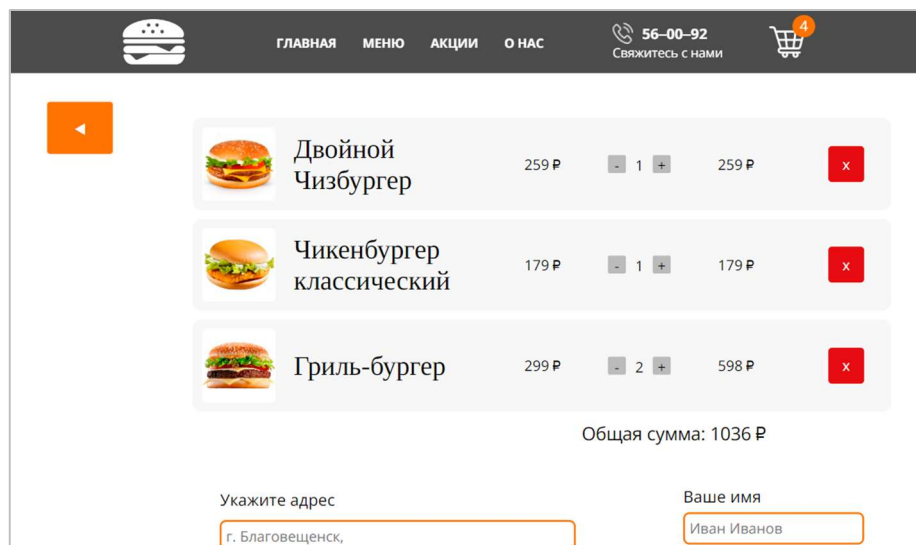 ГЛАВНАЯ МЕНЮ АКЦИИ О НАС 56–00–92 4
Свяжитесь с нами
◄
Двойной
Чизбургер 259 ₽ - 1 + 259 ₽ x
Чикенбургер
классический 179 ₽ - 1 + 179 ₽ x
Гриль-бургер 299 ₽ - 2 + 598 ₽ x
Общая сумма: 1036 ₽
Укажите адрес Ваше имя
г. Благовещенск, Иван Иванов